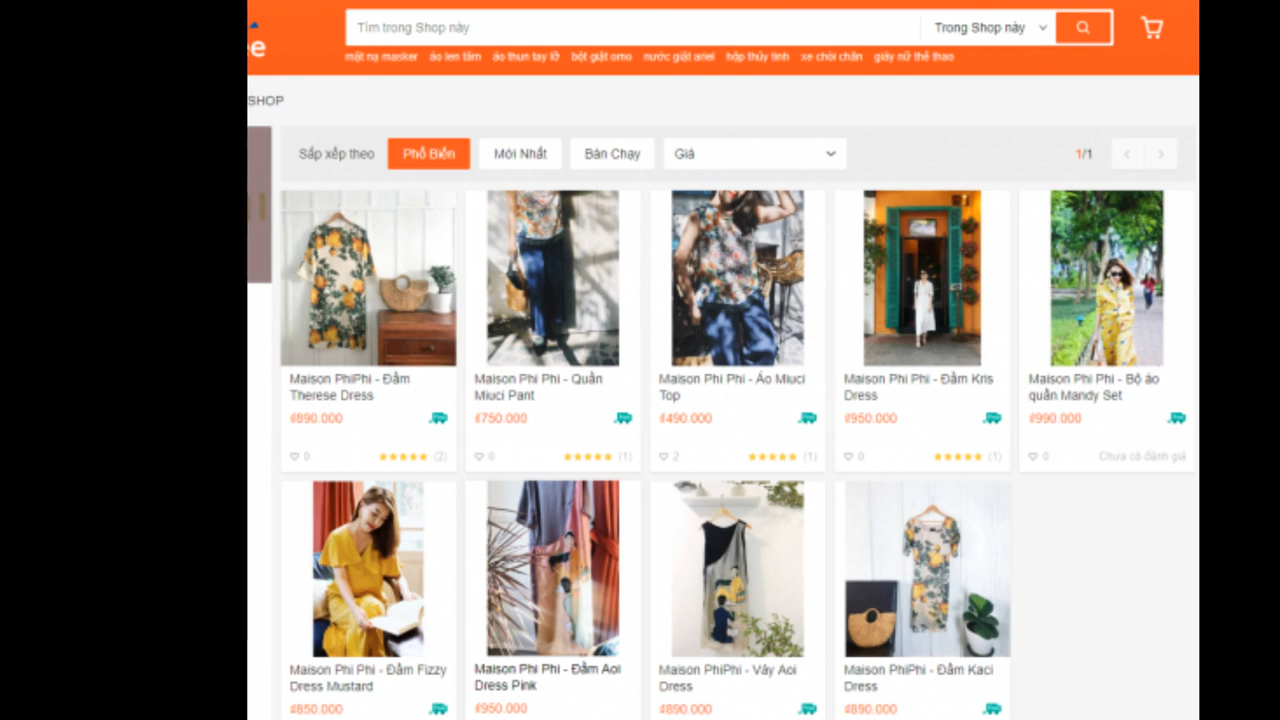 ee
Tìm trong Shop này
Trong Shop này
mặt nạ masker áo len tăm áo thun tay lỡ bột giặt omo nước giặt ariel hộp thủy tinh xe chòi chân giày nữ thể thao
SHOP
Sắp xếp theo
Phổ Biến
Mới Nhất
Bán Chạy
Giá
1/1
Maison PhiPhi - Đầm
Therese Dress
₫890.000
0
(2)
Maison Phi Phi - Quần
Miuci Pant
₫750.000
0
(1)
Maison Phi Phi - Áo Miuci
Top
₫490.000
2
(1)
Maison Phi Phi - Đầm Kris
Dress
₫950.000
0
(1)
Maison Phi Phi - Bộ áo
quần Mandy Set
₫990.000
0
Chưa có đánh giá
Maison Phi Phi - Đầm Fizzy
Dress Mustard
₫850.000
Maison Phi Phi - Đầm Aoi
Dress Pink
₫950.000
Maison PhiPhi - Váy Aoi
Dress
₫890.000
Maison PhiPhi - Đầm Kaci
Dress
₫890.000